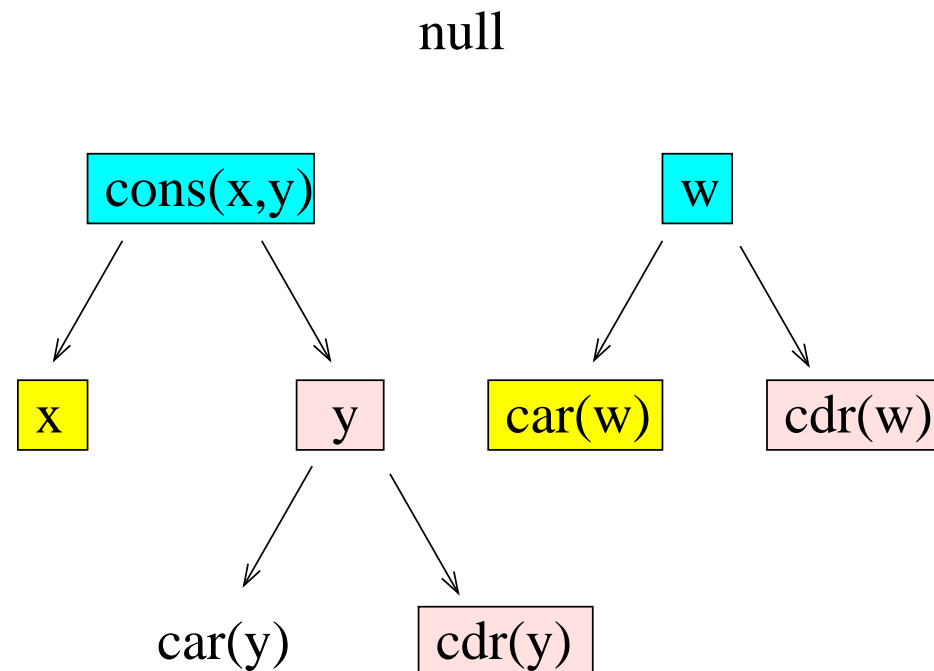 null
cons(x,y)
w
x
y
car(w)
cdr(w)
car(y)
cdr(y)